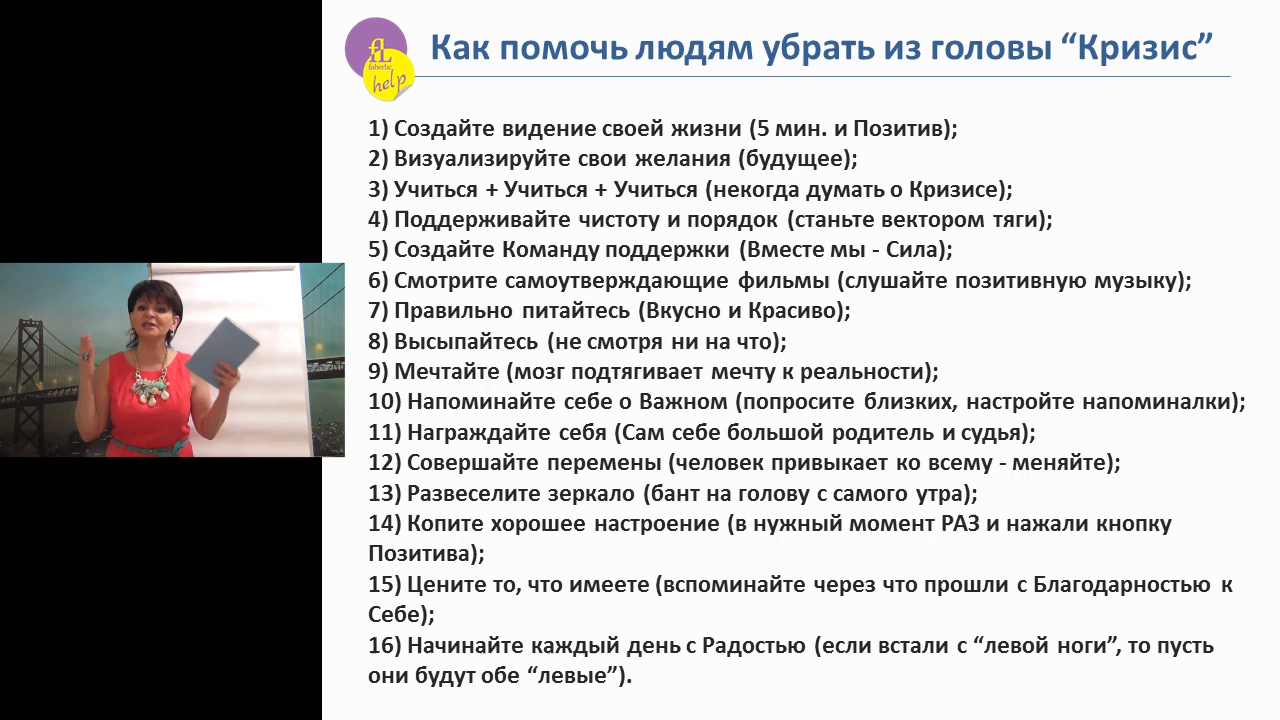 Как помочь людям убрать из головы “Кризис”
fL
faberlic
help
1) Создайте видение своей жизни (5 мин. и Позитив);
2) Визуализируйте свои желания (будущее);
3) Учиться + Учиться + Учиться (некогда думать о Кризисе);
4) Поддерживайте чистоту и порядок (станьте вектором тяги);
5) Создайте Команду поддержки (Вместе мы - Сила);
6) Смотрите самоутверждающие фильмы (слушайте позитивную музыку);
7) Правильно питайтесь (Вкусно и Красиво);
8) Высыпайтесь (не смотря ни на что);
9) Мечтайте (мозг подтягивает мечту к реальности);
10) Напоминайте себе о Важном (попросите близких, настройте напоминалки);
11) Награждайте себя (Сам себе большой родитель и судья);
12) Совершайте перемены (человек привыкает ко всему - меняйте);
13) Развеселите зеркало (бант на голову с самого утра);
14) Копите хорошее настроение (в нужный момент РАЗ и нажали кнопку
Позитива);
15) Цените то, что имеете (вспоминайте через что прошли с Благодарностью к
Себе);
16) Начинайте каждый день с Радостью (если встали с “левой ноги”, то пусть
они будут обе “левые”).